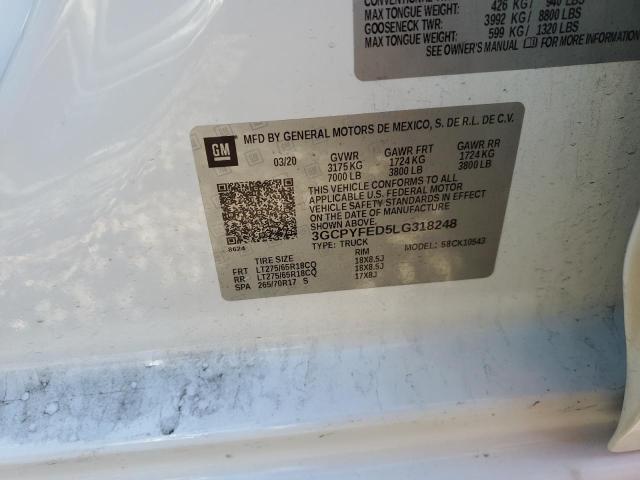 CONVENTIONAL
426 KG / 940 LBS
MAX TONGUE WEIGHT:
GOOSENECK TWR: 3992 KG / 8800 LBS
MAX TONGUE WEIGHT: 599 KG / 1320 LBS
SEE OWNER'S MANUAL FOR MORE INFORMATION
GM
MFD BY GENERAL MOTORS DE MEXICO, S. DE R.L. DE C.V.
03/20 GVWR GAWR FRT GAWR RR
3175 KG 1724 KG 1724 KG
7000 LB 3800 LB 3800 LB
THIS VEHICLE CONFORMS TO ALL
APPLICABLE U.S. FEDERAL MOTOR
VEHICLE SAFETY STANDARDS IN EFFECT
ON THE DATE OF MANUFACTURE
SHOWN ABOVE.
3GCPYFED5LG318248
8624 TYPE: TRUCK MODEL: 58CK10543
TIRE SIZE RIM
FRT LT275/65R18CQ 18X8.5J
RR LT275/65R18CQ 18X8.5J
SPA 265/70R17 S 17X8J